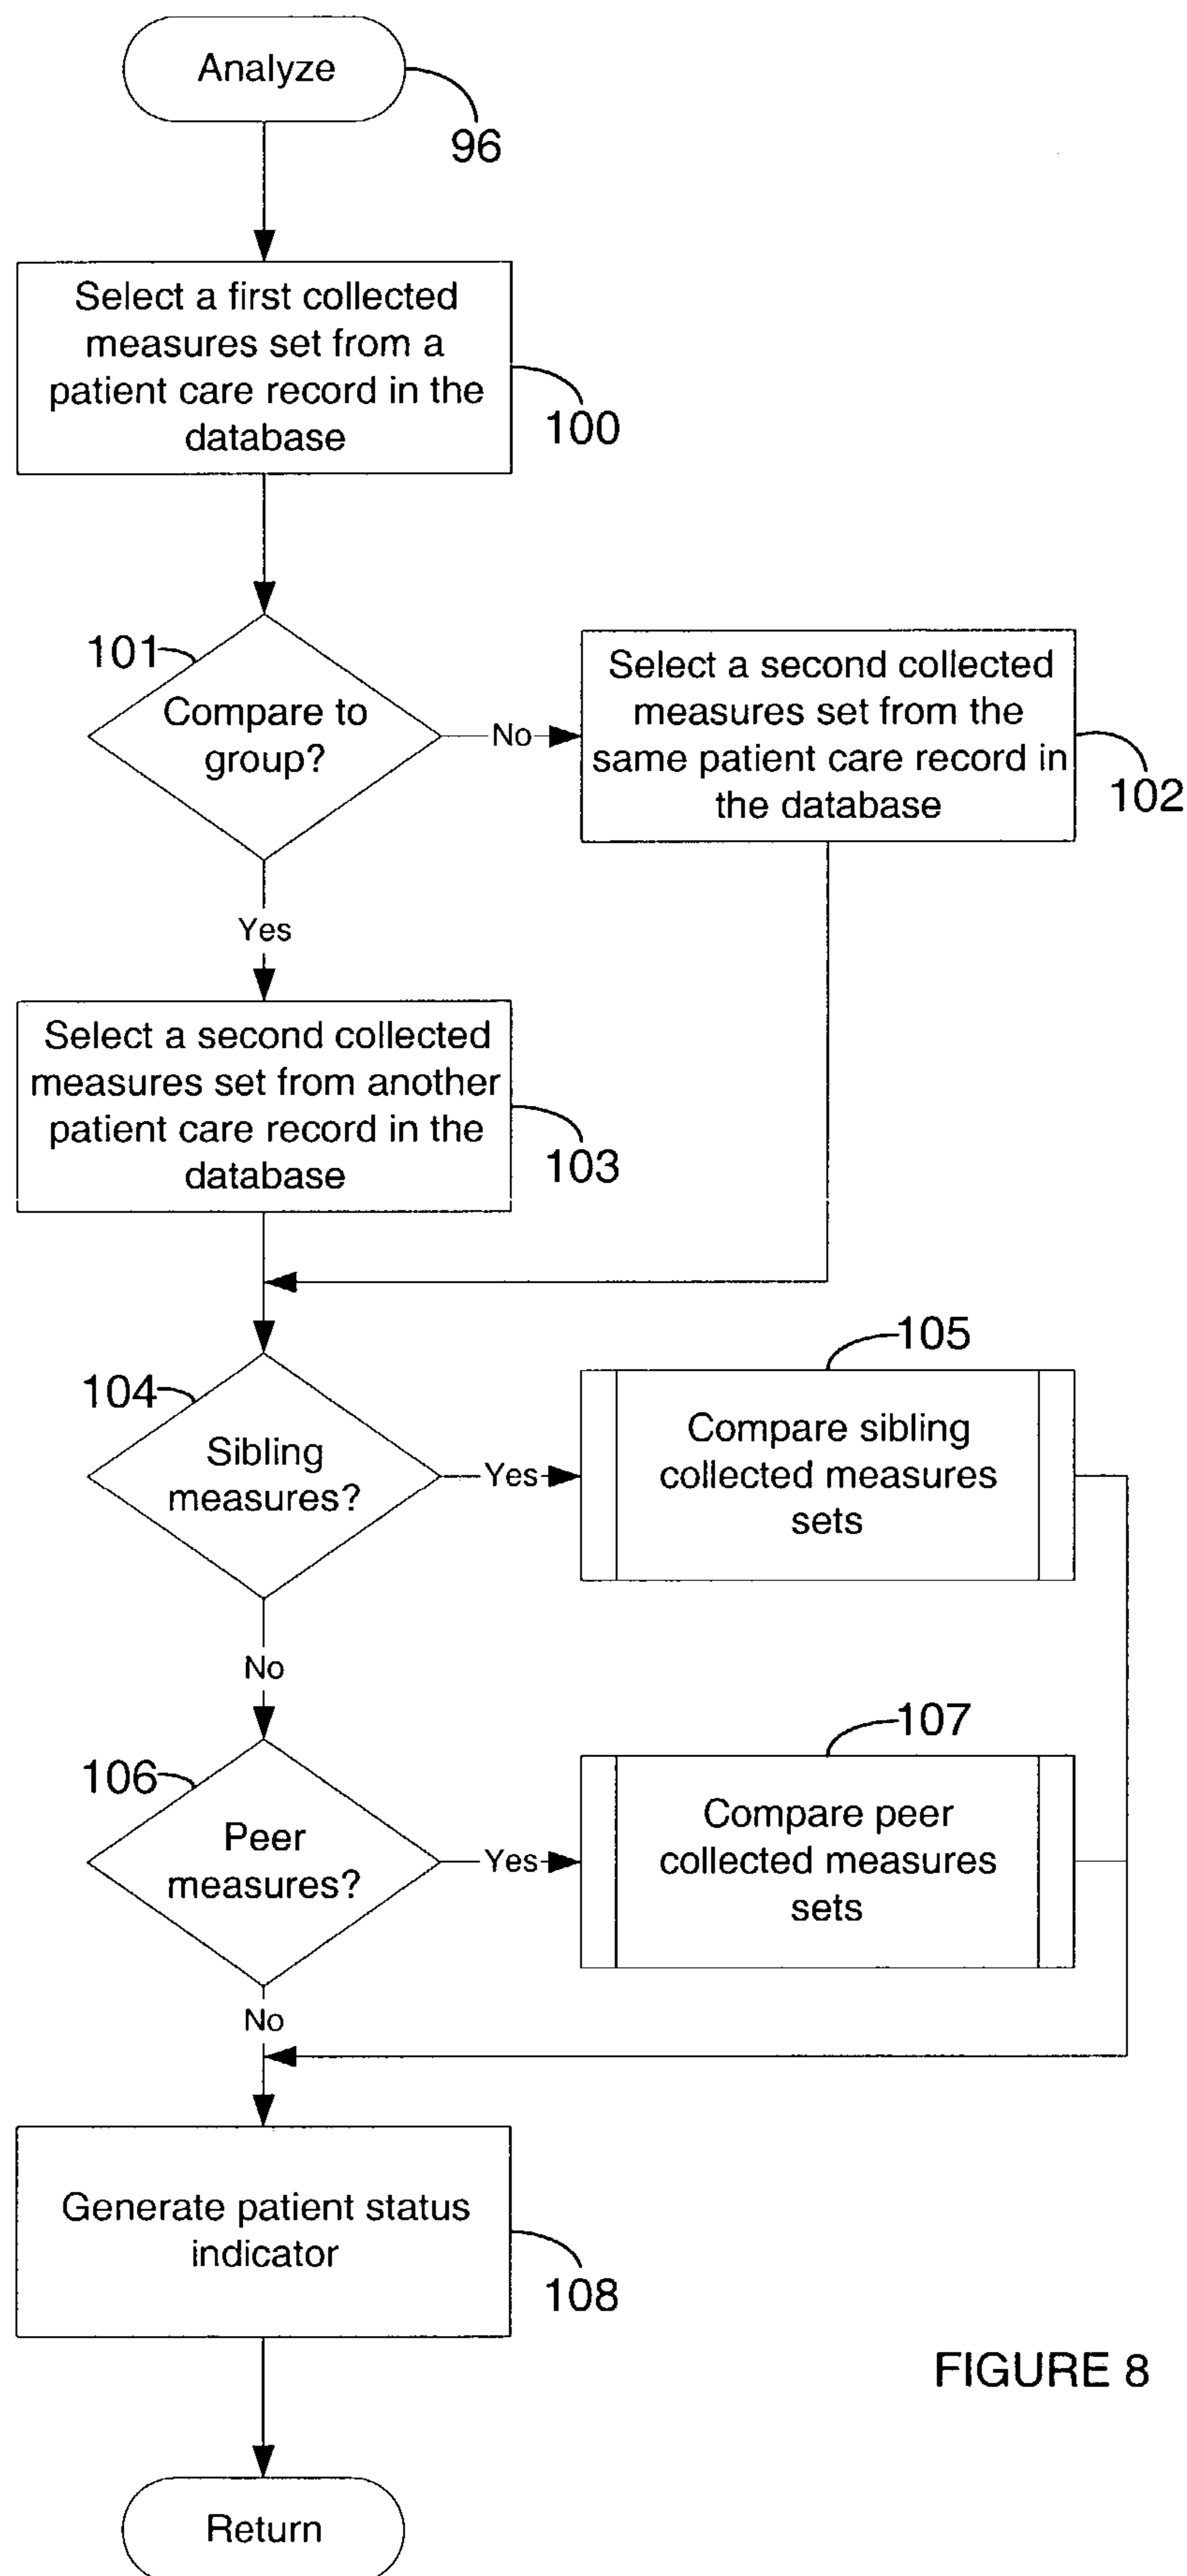 Analyze
96
Select a first collected
measures set from a
patient care record in the
database
100
101
Compare to
group?
No
Select a second collected
measures set from the
same patient care record in
the database
102
Yes
Select a second collected
measures set from another
patient care record in the
database
103
104
Sibling
measures?
Yes
105
Compare sibling
collected measures
sets
No
106
Peer
measures?
Yes
107
Compare peer
collected measures
sets
No
Generate patient status
indicator
108
FIGURE 8
Return